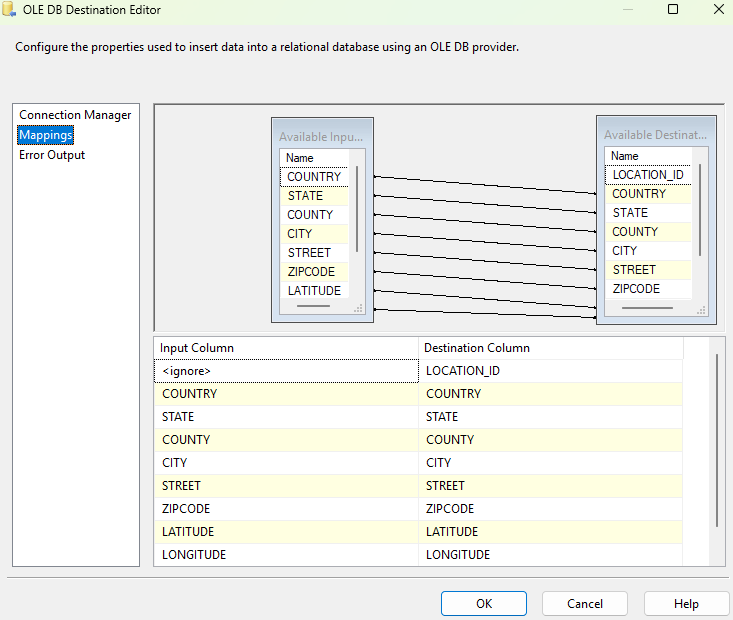 OLE DB Destination Editor
Configure the properties used to insert data into a relational database using an OLE DB provider.
Connection Manager
Mappings
Error Output
Available Inpu...
Name
COUNTRY
STATE
COUNTY
CITY
STREET
ZIPCODE
LATITUDE
Available Destinat...
Name
LOCATION_ID
COUNTRY
STATE
COUNTY
CITY
STREET
ZIPCODE
Input Column Destination Column
<ignore> LOCATION_ID
COUNTRY COUNTRY
STATE STATE
COUNTY COUNTY
CITY CITY
STREET STREET
ZIPCODE ZIPCODE
LATITUDE LATITUDE
LONGITUDE LONGITUDE
OK Cancel Help